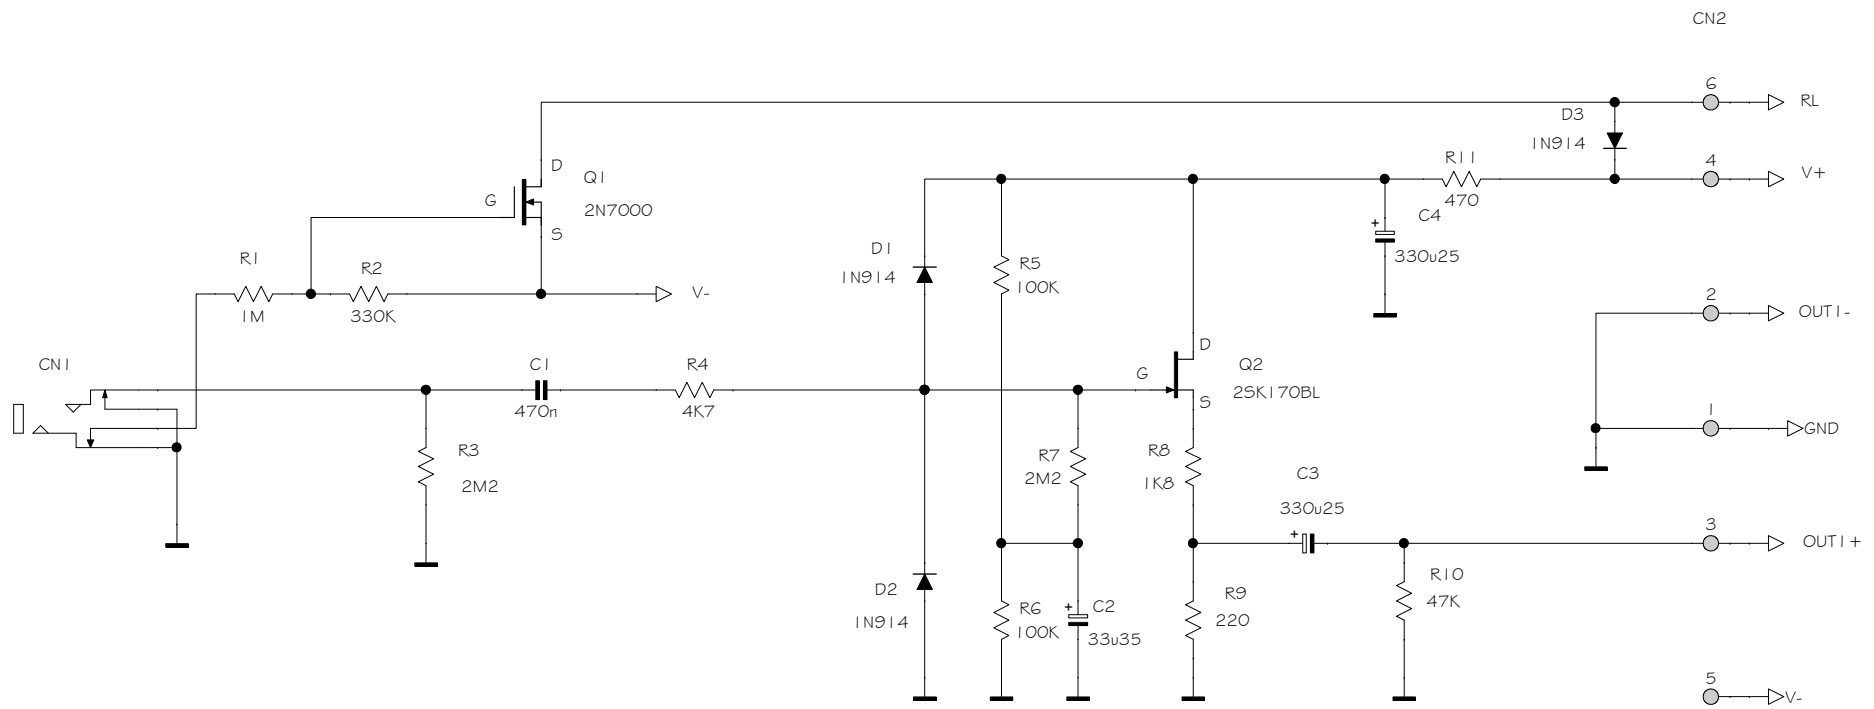 CN2
6
RL
D3
1N914
D
R11
4
V+
Q1
G
2N7000
470
C4
+
S
D1
330u25
R1
R2
1N914
R5
100K
V-
2
OUT1-
1M
330K
D
CN1
C1
R4
G
Q2
2SK170BL
470n
4K7
S
1
GND
R3
R7
R8
2M2
2M2
1K8
C3
330u25
3
+
OUT1+
R10
D2
R6
+
C2
R9
47K
1N914
100K
33u35
220
5
V-